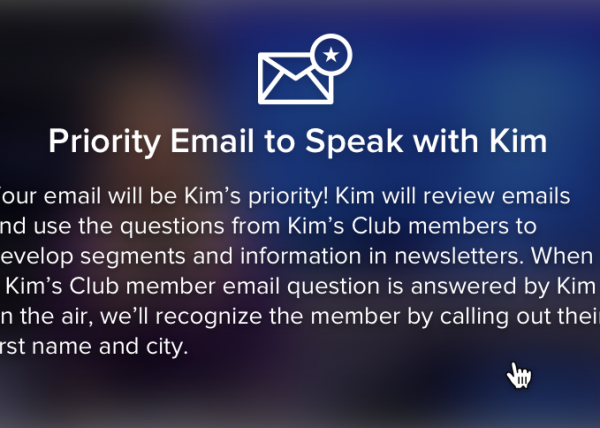 Priority Email to Speak with Kim
our email will be Kim’s priority! Kim will review emails
nd use the questions from Kim’s Club members to
evelop segments and information in newsletters. When
Kim’s Club member email question is answered by Kim
n the air, we’ll recognize the member by calling out their
rst name and city.